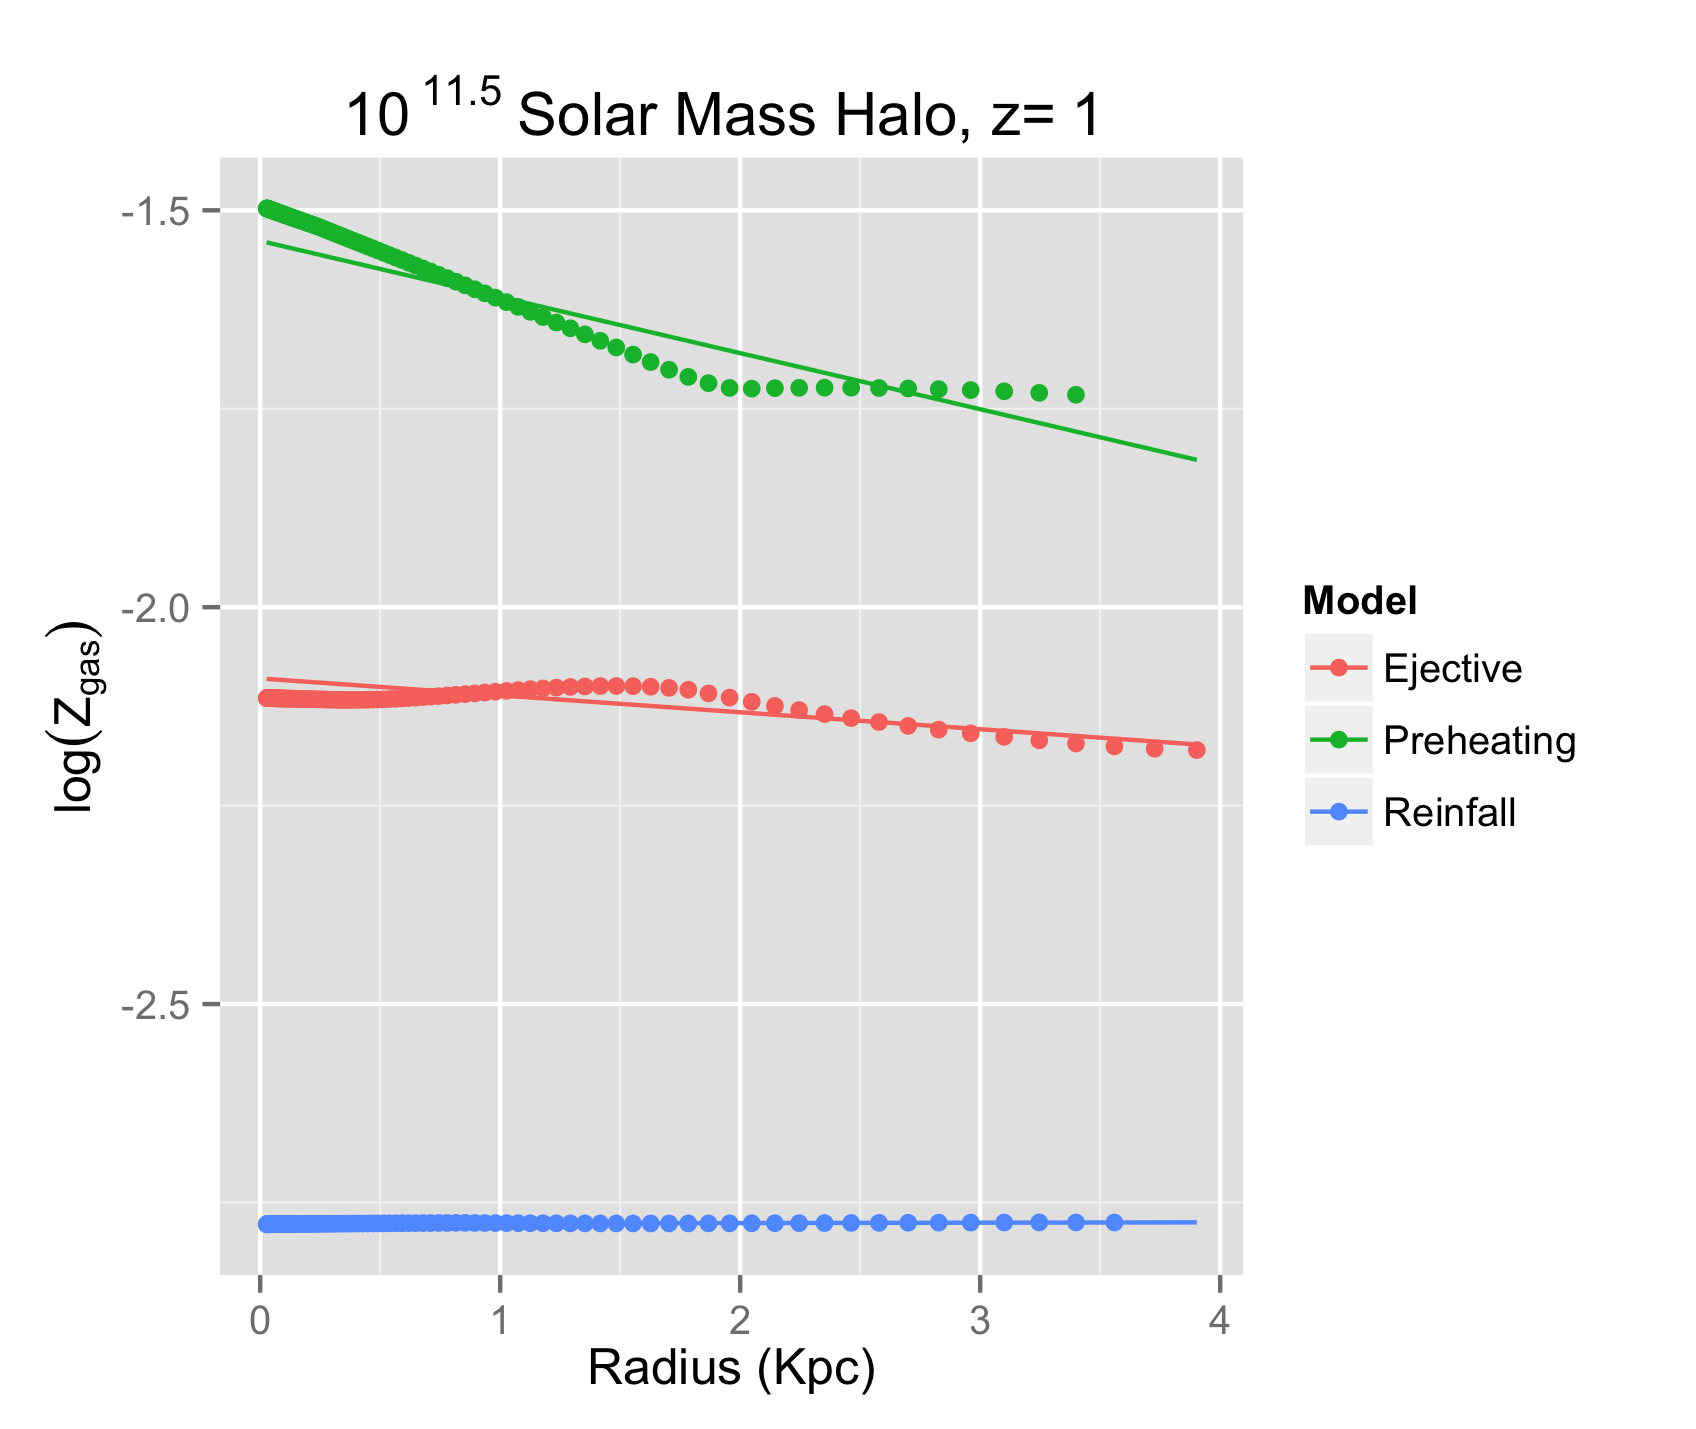 10 11.5 Solar Mass Halo, z= 1
-1.5
-2.0
-2.5
log(Zgas)
0 1 2 3 4
Radius (Kpc)
Model
Ejective
Preheating
Reinfall